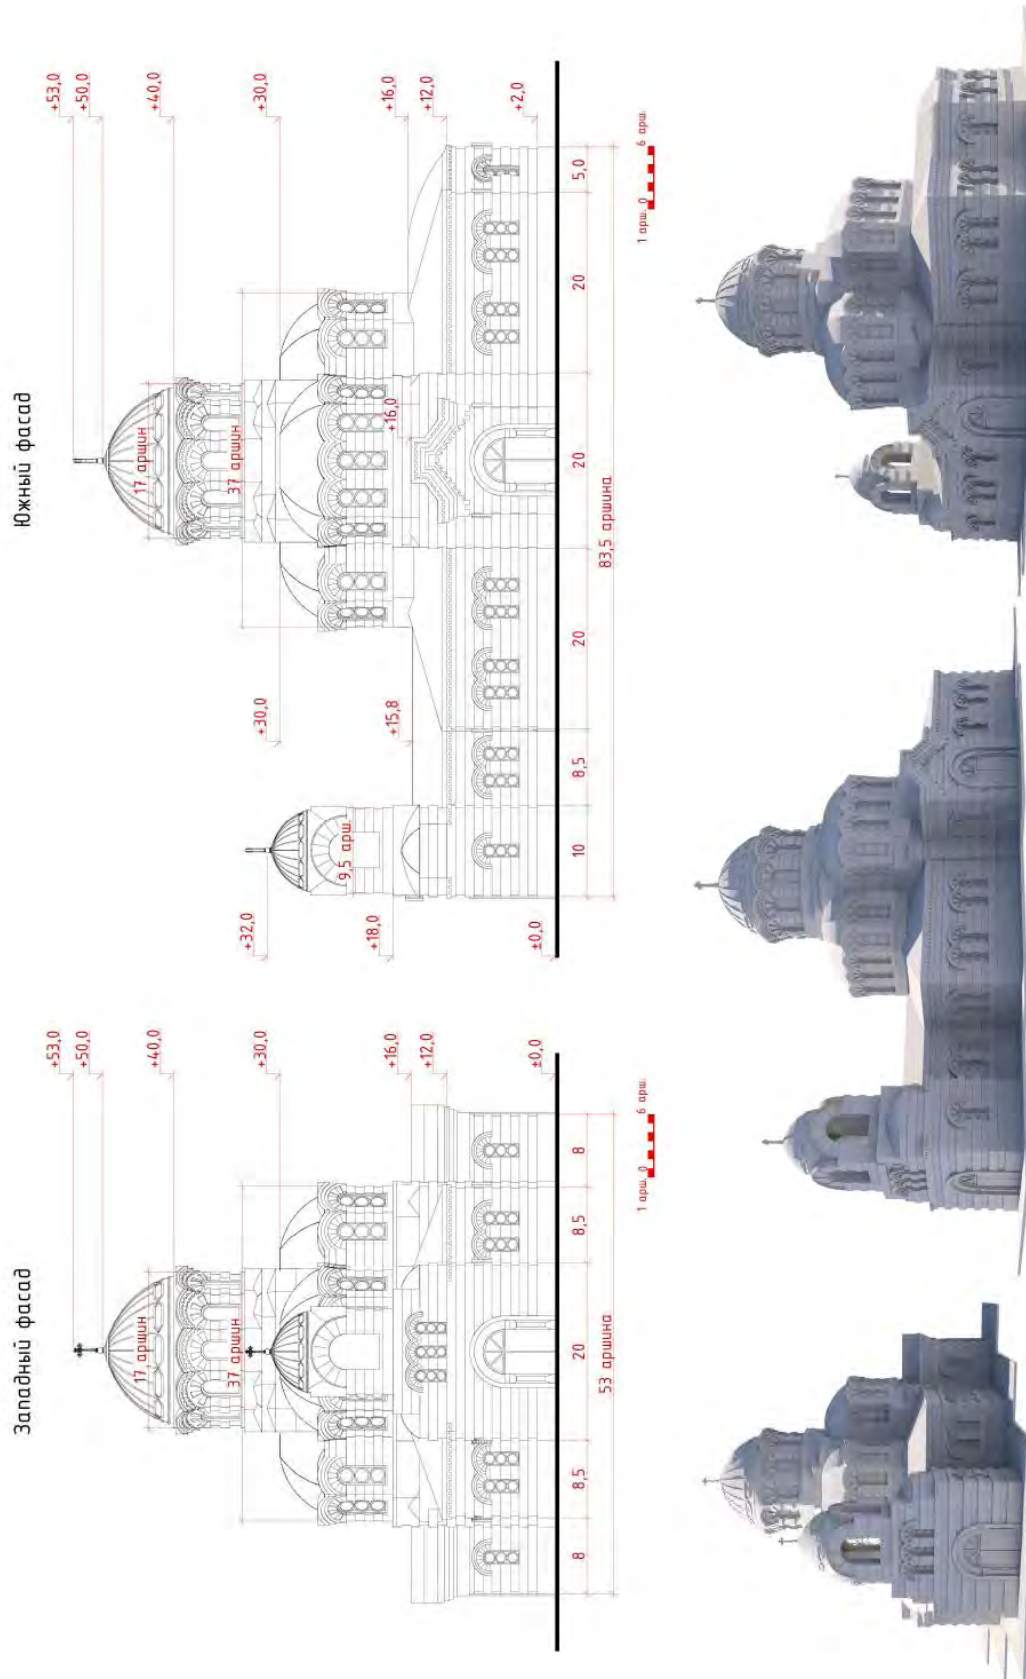 Западный фасад
+53,0
+50,0
+40,0
+30,0
+16,0
+12,0
±0,0
17 аршин
37 аршин
8
8,5
20
8,5
8
53 аршина
1 арш. 0
6 арш.
Южный фасад
+53,0
+50,0
+40,0
+30,0
+16,0
+12,0
+2,0
17 аршин
37 аршин
+16,0
+30,0
+15,8
+32,0
+18,0
±0,0
9,5 арш.
10
8,5
20
20
20
5,0
83,5 аршина
1 арш. 0
6 арш.